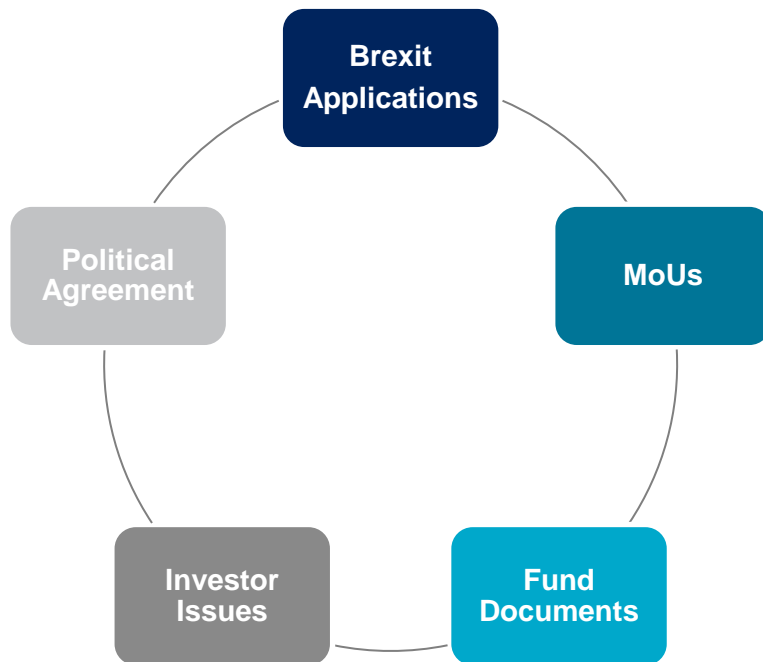 Brexit
Applications
MoUs
Fund
Documents
Investor
Issues
Political
Agreement